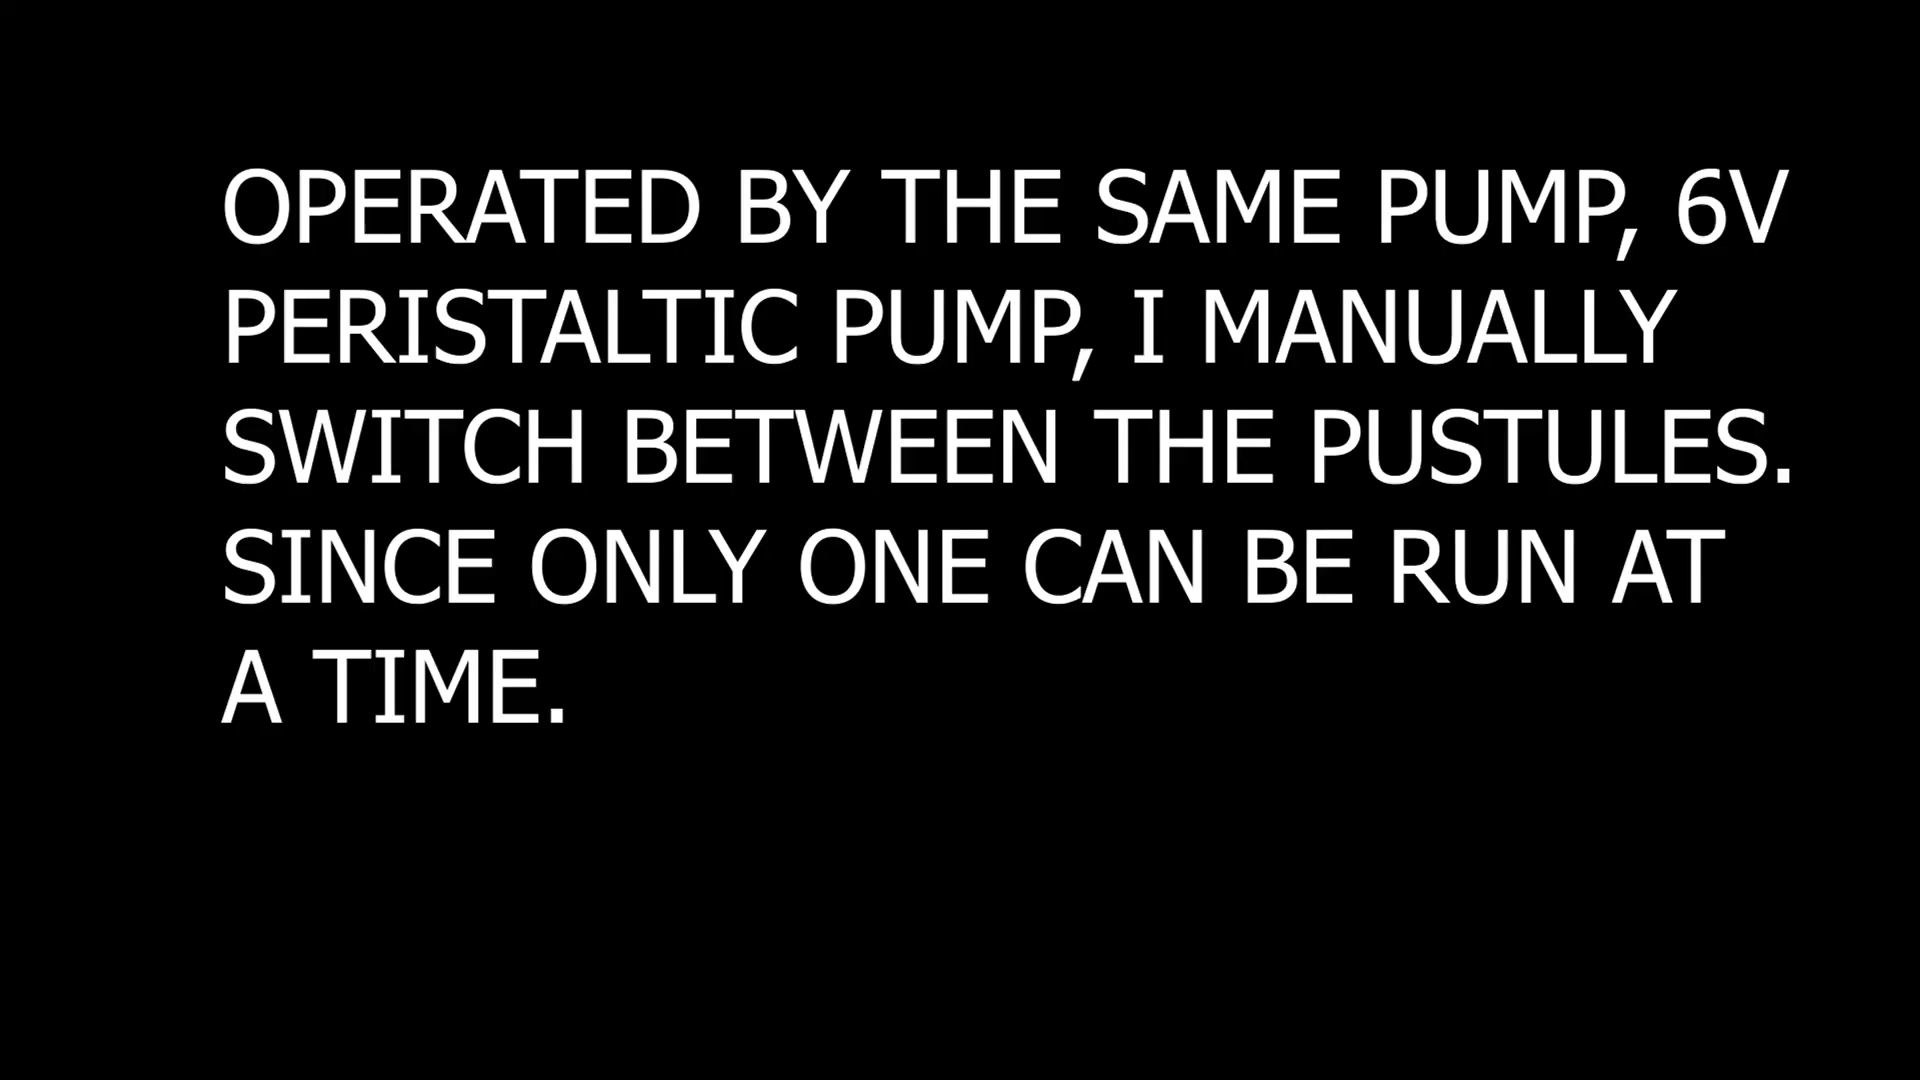 OPERATED BY THE SAME PUMP, 6V
PERISTALTIC PUMP, I MANUALLY
SWITCH BETWEEN THE PUSTULES.
SINCE ONLY ONE CAN BE RUN AT
A TIME.